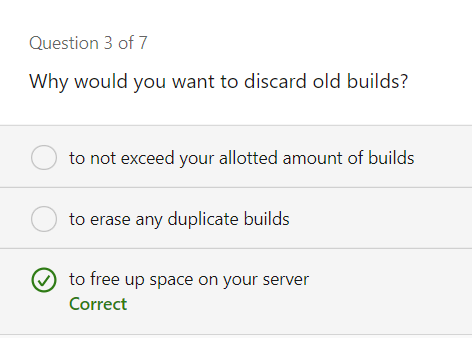 Question 3 of 7
Why would you want to discard old builds?
to not exceed your allotted amount of builds
to erase any duplicate builds
to free up space on your server
Correct